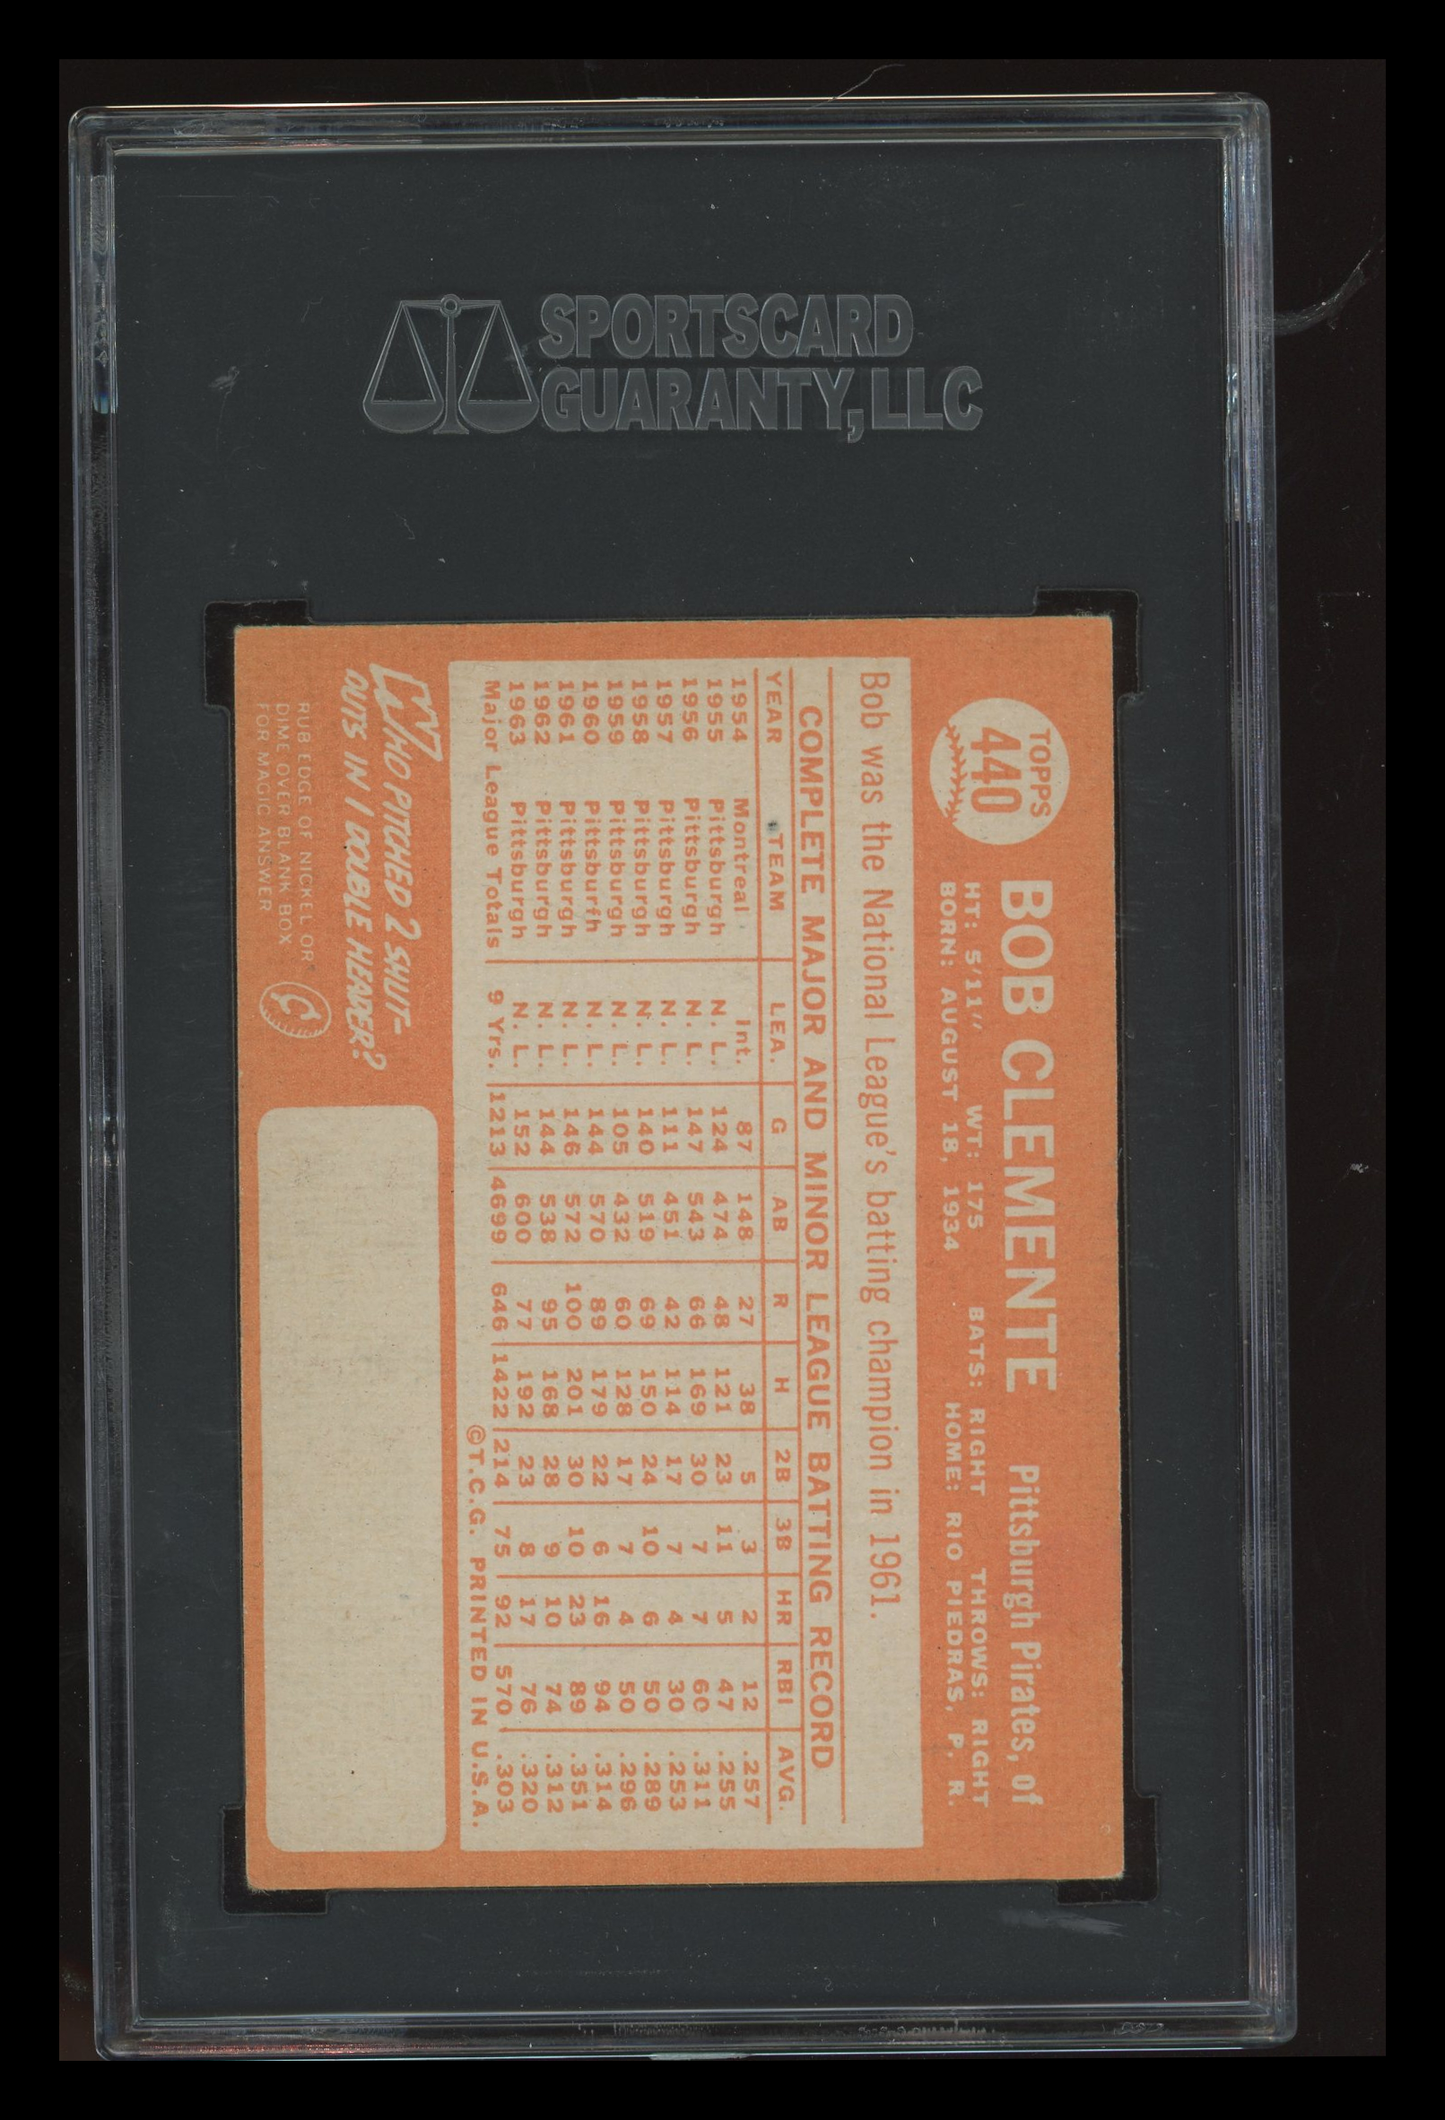 SPORTSCARD
GUARANTY, LLC
TOPPS
440
BOB CLEMENTE Pittsburgh Pirates, of
HT: 5'11" WT: 175 BATS: RIGHT THROWS: RIGHT
BORN: AUGUST 18, 1934 HOME: RIO PIEDRAS, P. R.
Bob was the National League's batting champion in 1961.
COMPLETE MAJOR AND MINOR LEAGUE BATTING RECORD
YEAR TEAM LEA. G AB R H 2B 3B HR RBI AVG.
1954 Montreal Int. 87 148 27 38 5 3 2 12 .257
1955 Pittsburgh N. L. 124 474 48 121 23 11 5 47 .255
1956 Pittsburgh N. L. 147 543 66 169 30 7 7 60 .311
1957 Pittsburgh N. L. 111 451 42 114 17 7 4 30 .253
1958 Pittsburgh N. L. 140 519 69 150 24 10 6 50 .289
1959 Pittsburgh N. L. 105 432 60 128 17 7 4 50 .296
1960 Pittsburfh N. L. 144 570 89 179 22 6 16 94 .314
1961 Pittsburgh N. L. 146 572 100 201 30 10 23 89 .351
1962 Pittsburgh N. L. 144 538 95 168 28 9 10 74 .312
1963 Pittsburgh N. L. 152 600 77 192 23 8 17 76 .320
Major League Totals 9 Yrs. 1213 4699 646 1422 214 75 92 570 .303
©T.C.G. PRINTED IN U.S.A.
WHO PITCHED 2 SHUT-
OUTS IN 1 DOUBLE HEADER?
RUB EDGE OF NICKEL OR
DIME OVER BLANK BOX
FOR MAGIC ANSWER